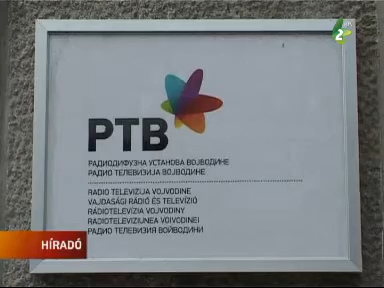 2
РТВ
РАДИОДИФУЗНА УСТАНОВА ВОЈВОДИНЕ
РАДИО ТЕЛЕВИЗИЈА ВОЈВОДИНЕ
RADIO TELEVIZIJA VOJVODINE
VAJDASÁGI RÁDIÓ ÉS TELEVÍZIÓ
RÁDIOTELEVÍZIA VOJVODINY
RADIOTELEVIZIUNEA VOIVODINEI
РАДИО ТЕЛЕВИЗИЯ ВОЙВОДИНИ
HÍRADÓ